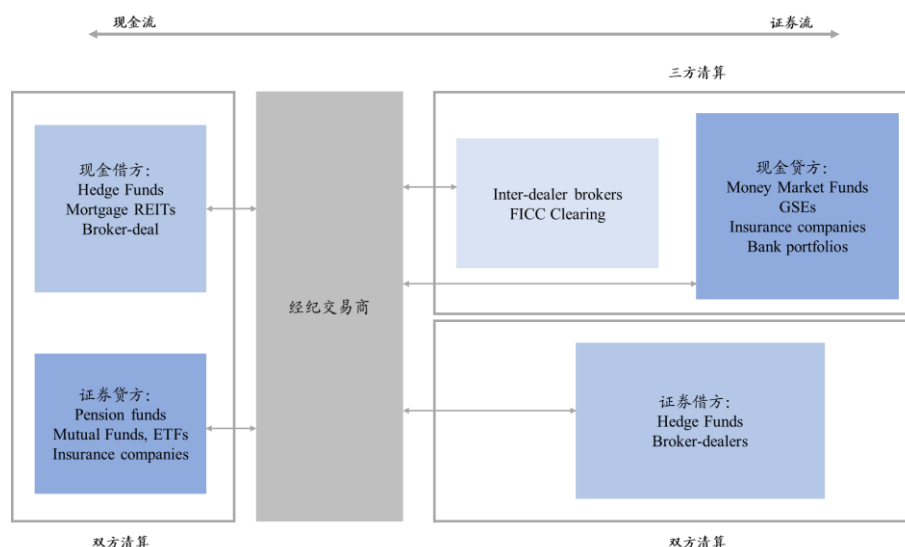 现金流
证券流
三方清算
现金借方:
Hedge Funds
Mortgage REITs
Broker-deal
证券贷方:
Pension funds
Mutual Funds, ETFs
Insurance companies
双方清算
经纪交易商
Inter-dealer brokers
FICC Clearing
现金贷方:
Money Market Funds
GSEs
Insurance companies
Bank portfolios
证券借方:
Hedge Funds
Broker-dealers
双方清算